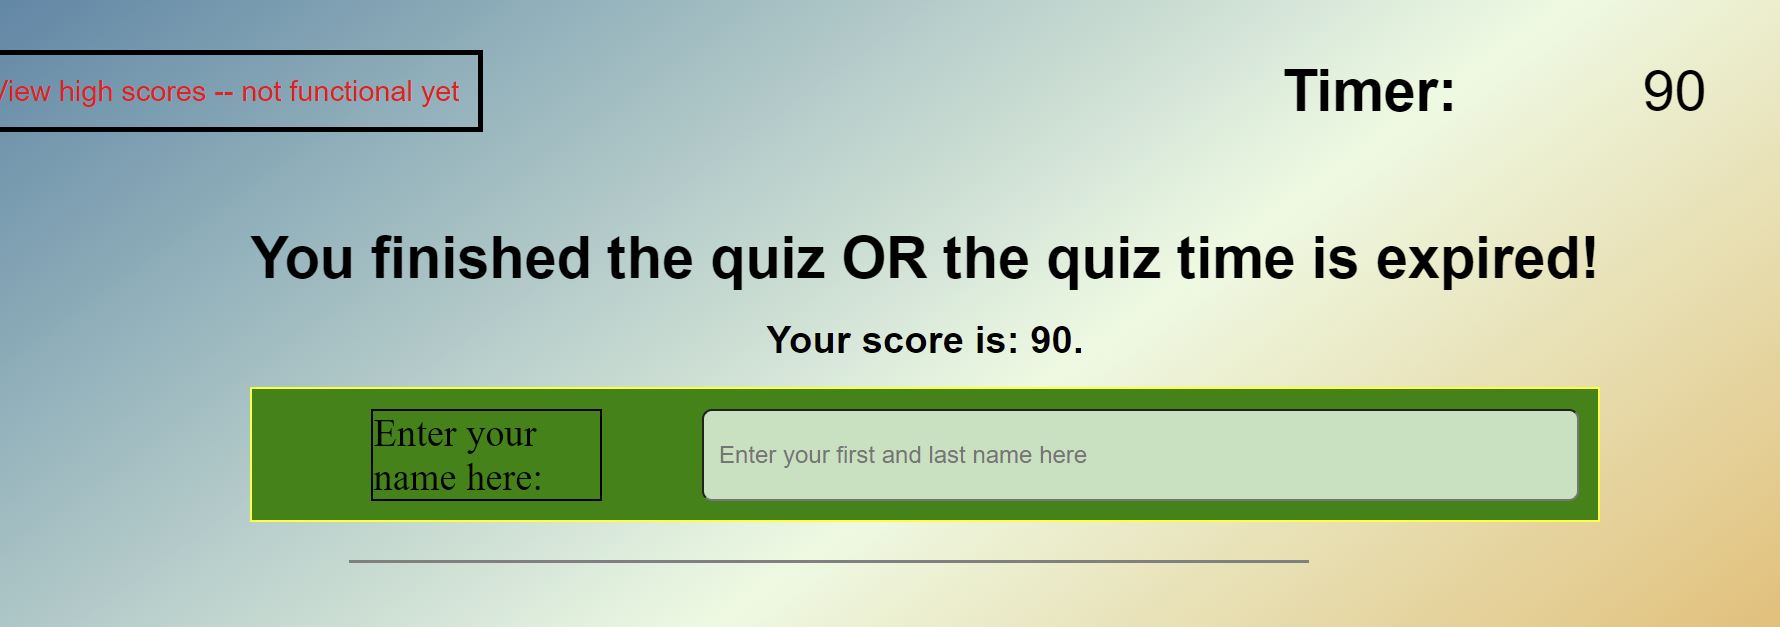 View high scores -- not functional yet
Timer: 90
You finished the quiz OR the quiz time is expired!
Your score is: 90.
Enter your
name here:
Enter your first and last name here